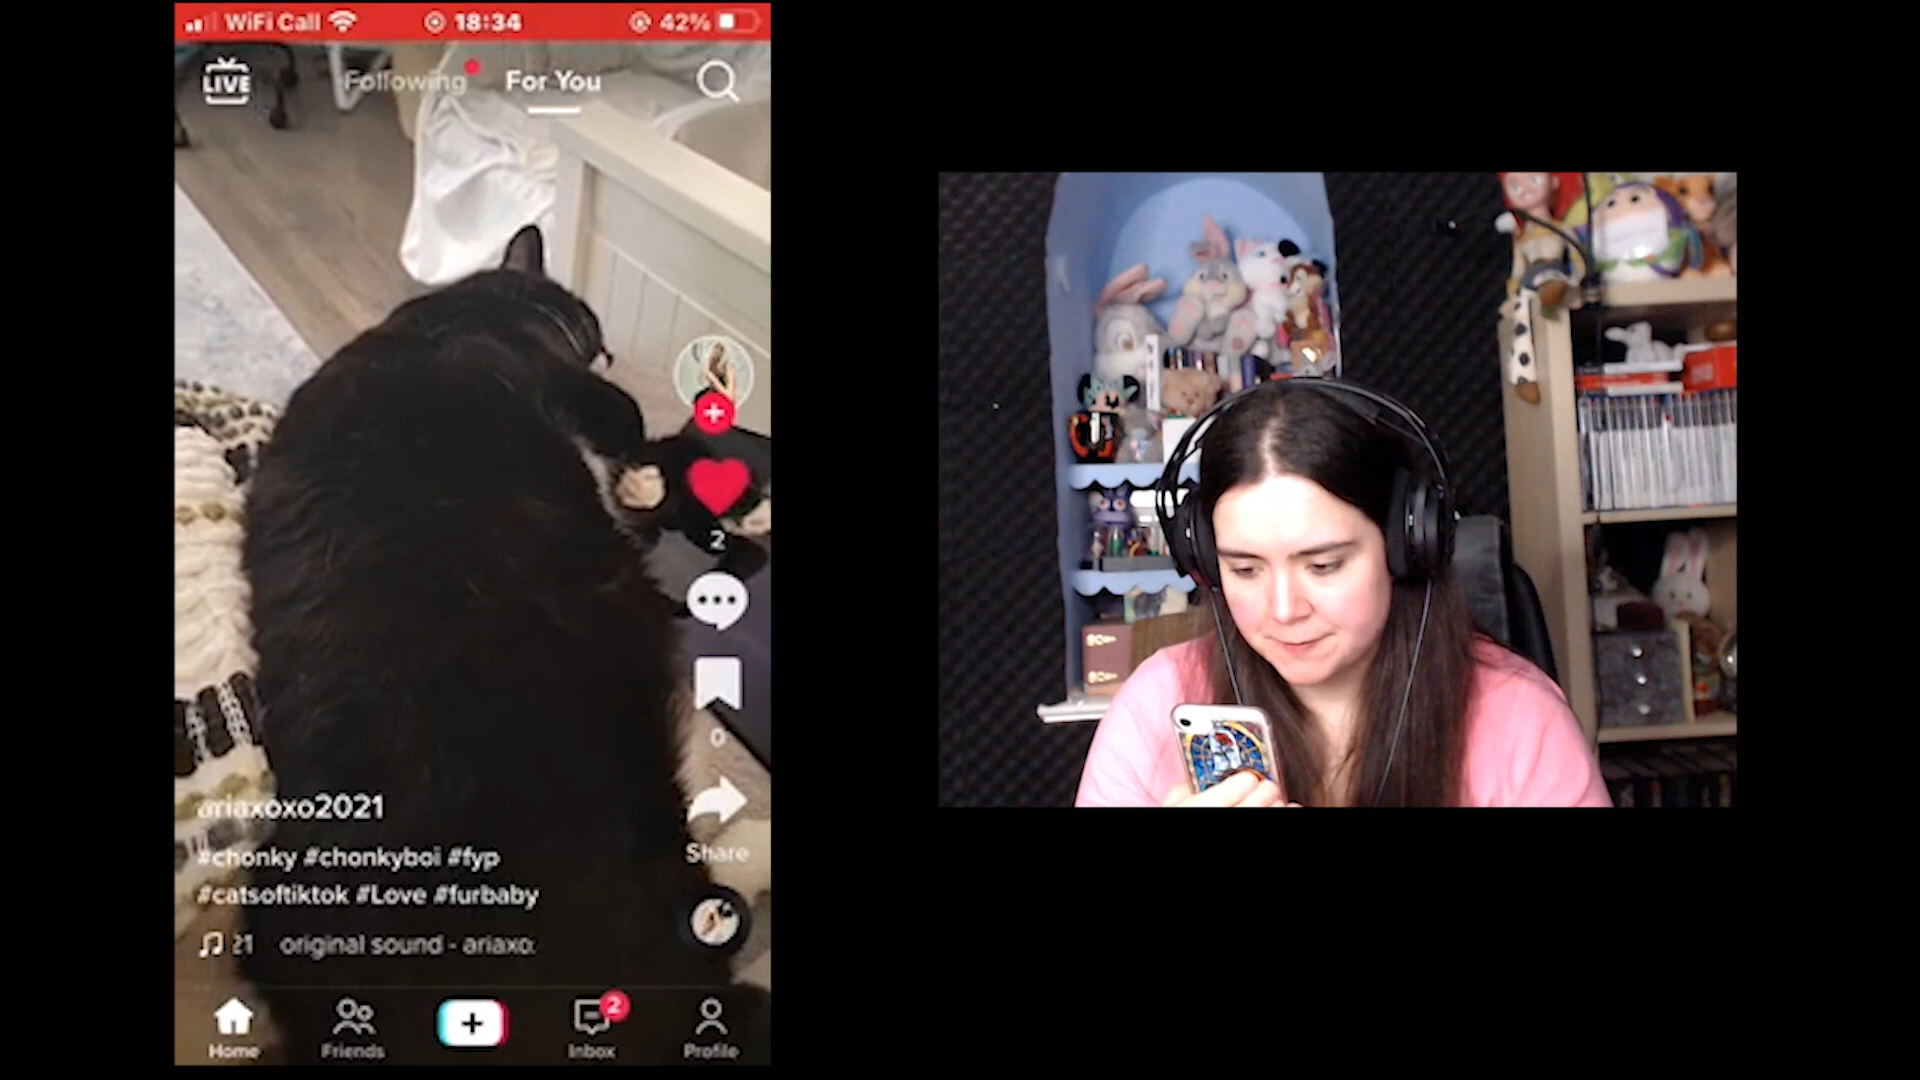 WiFi Call 18:34 42%
LIVE Following For You
2
0
ariaxoxo2021
#chonky #chonkyboi #fyp
Share
#catsoftiktok #Love #furbaby
21 original sound - ariaxo
2
Home Friends Inbox Profile